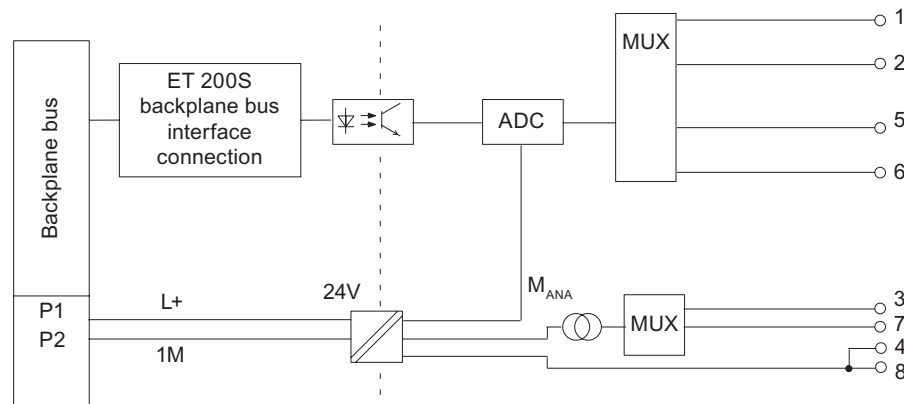 Backplane bus
ET 200S
backplane bus
interface
connection
ADC
MUX
1
2
5
6
P1
P2
L+
1M
24V
MANA
MUX
3
7
4
8